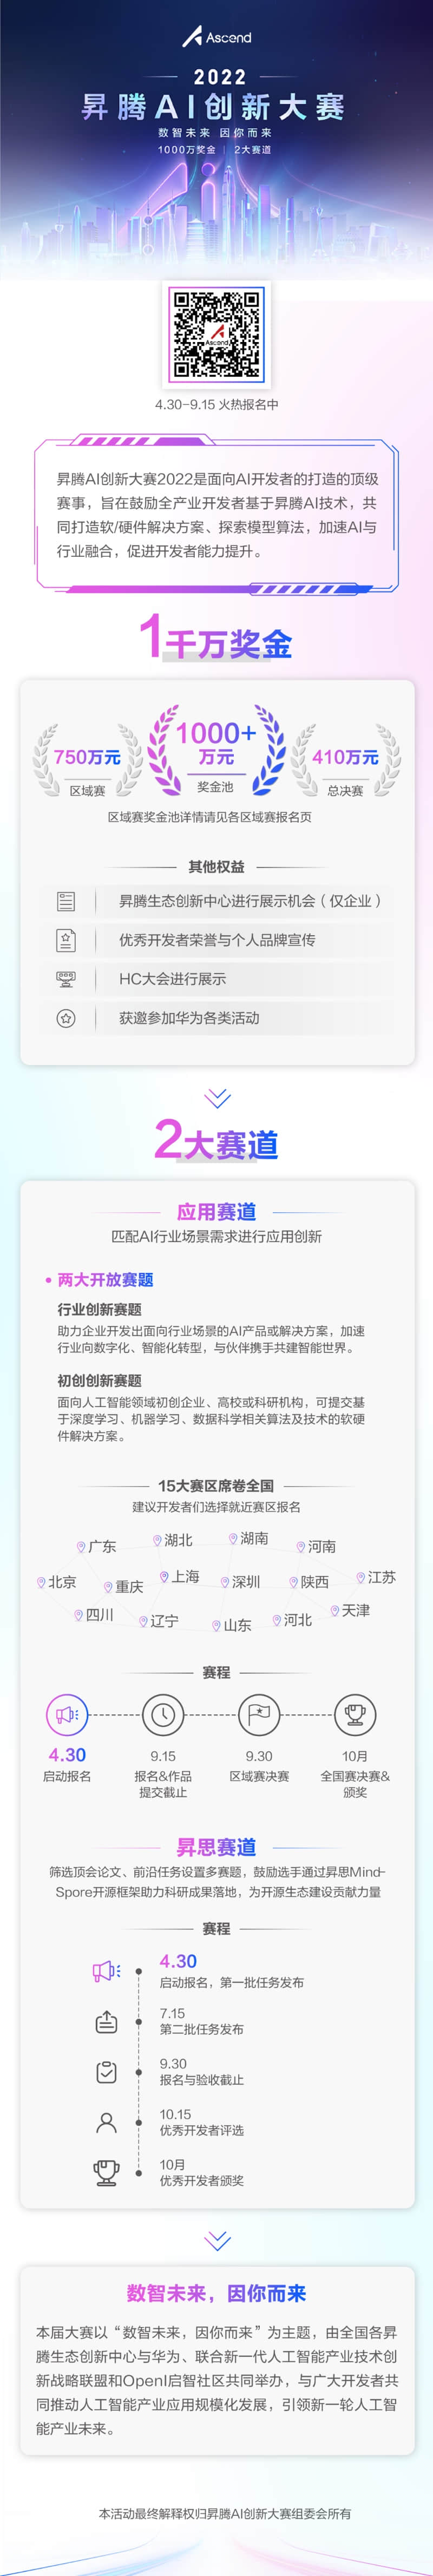 Ascend
2022
昇腾AI创新大赛
数智未来 因你而来
1000万奖金 | 2大赛道
Ascend
4.30-9.15 火热报名中
昇腾AI创新大赛2022是面向AI开发者的打造的顶级
赛事，旨在鼓励全产业开发者基于昇腾AI技术，共
同打造软/硬件解决方案、探索模型算法，加速AI与
行业融合，促进开发者能力提升。
1千万奖金
750万元
区域赛
1000+
万元
奖金池
410万元
总决赛
区域赛奖金池详情请见各区域赛报名页
其他权益
昇腾生态创新中心进行展示机会（仅企业）
优秀开发者荣誉与个人品牌宣传
HC大会进行展示
获邀参加华为各类活动
2大赛道
应用赛道
匹配AI行业场景需求进行应用创新
• 两大开放赛题
行业创新赛题
助力企业开发出面向行业场景的AI产品或解决方案，加速
行业向数字化、智能化转型，与伙伴携手共建智能世界。
初创创新赛题
面向人工智能领域初创企业、高校或科研机构，可提交基
于深度学习、机器学习、数据科学相关算法及技术的软硬
件解决方案。
15大赛区席卷全国
建议开发者们选择就近赛区报名
广东 湖北 湖南 河南
北京 重庆 上海 深圳 陕西 江苏
四川 辽宁 山东 河北 天津
赛程
4.30 9.15 9.30 10月
启动报名 报名&作品 区域赛决赛 全国赛决赛&
提交截止 颁奖
昇思赛道
筛选顶会论文、前沿任务设置多赛题，鼓励选手通过昇思Mind-
Spore开源框架助力科研成果落地，为开源生态建设贡献力量
赛程
4.30
启动报名，第一批任务发布
7.15
第二批任务发布
9.30
报名与验收截止
10.15
优秀开发者评选
10月
优秀开发者颁奖
数智未来，因你而来
本届大赛以“数智未来，因你而来”为主题，由全国各昇
腾生态创新中心与华为、联合新一代人工智能产业技术创
新战略联盟和OpenI启智社区共同举办，与广大开发者共
同推动人工智能产业应用规模化发展，引领新一轮人工智
能产业未来。
本活动最终解释权归昇腾AI创新大赛组委会所有